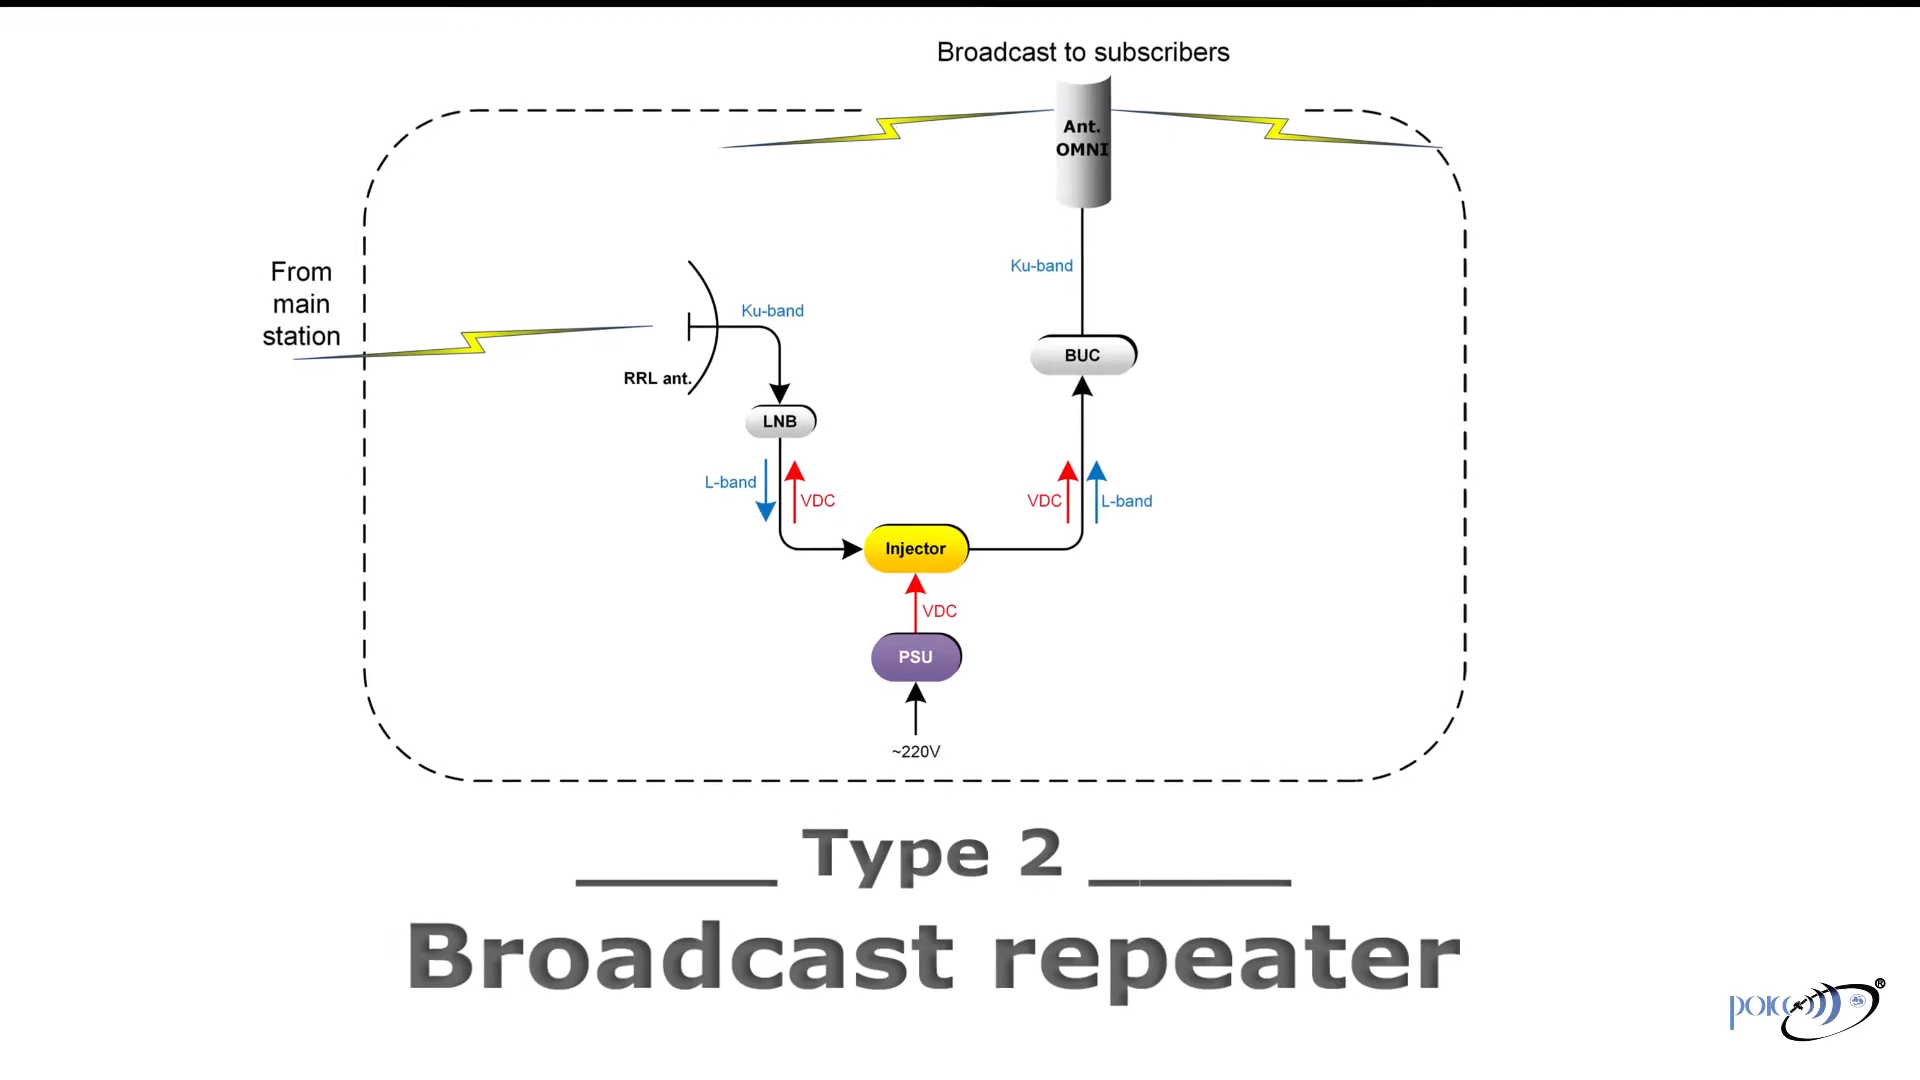 Broadcast to subscribers
Ant.
OMNI
Ku-band
From
main
station
Ku-band
BUC
RRL ant.
LNB
L-band
VDC
VDC
L-band
Injector
VDC
PSU
~220V
Type 2
Broadcast repeater
рокс ®